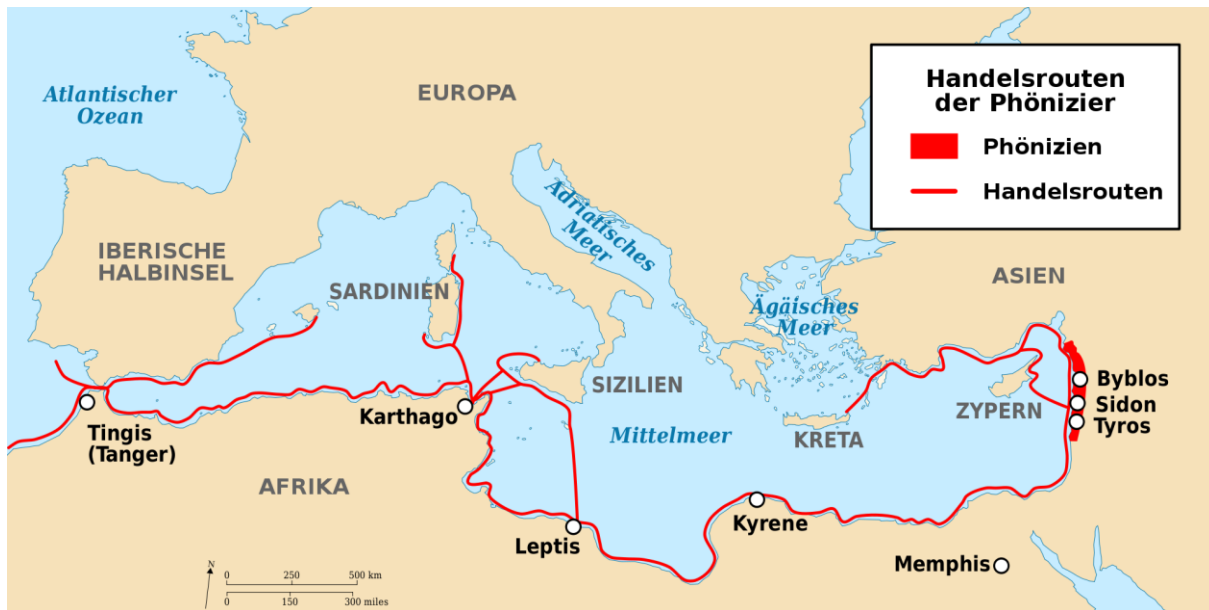 Atlantischer
Ozean
EUROPA
Handelsrouten
der Phönizier
Phönizien
Handelsrouten
IBERISCHE
HALBINSEL
SARDINIEN
Adriatisches
Meer
Ägäisches
Meer
ASIEN
SIZILIEN
ZYPERN
Byblos
Sidon
Tyros
Karthago
Mittelmeer
KRETA
Tingis
(Tanger)
AFRIKA
Leptis
Kyrene
Memphis
N
0 250 500 km
0 150 300 miles